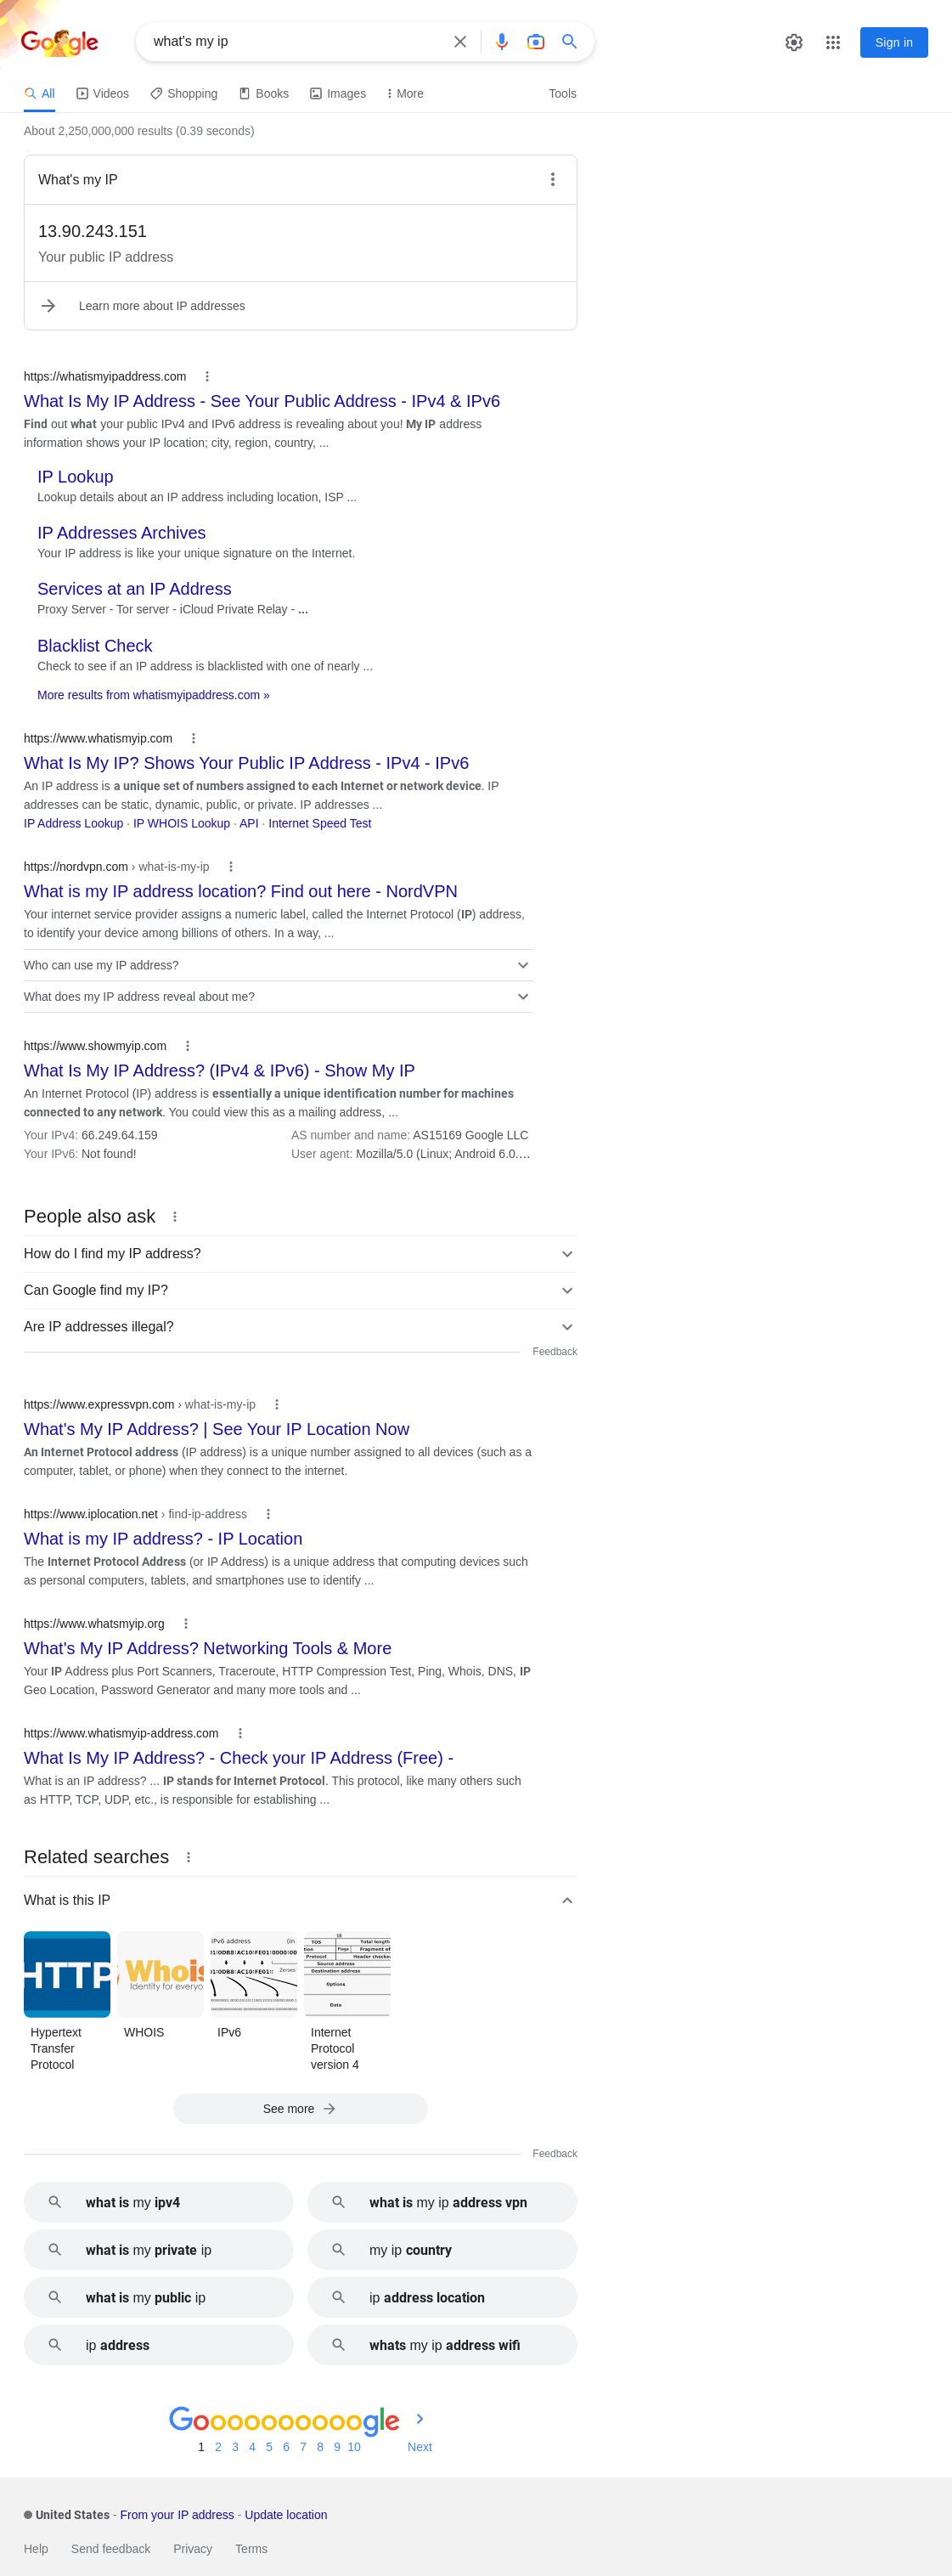 Google
what's my ip
Sign in
All
Videos
Shopping
Books
Images
More
Tools
About 2,250,000,000 results (0.39 seconds)
What's my IP
13.90.243.151
Your public IP address
Learn more about IP addresses
https://whatismyipaddress.com
What Is My IP Address - See Your Public Address - IPv4 & IPv6
Find out what your public IPv4 and IPv6 address is revealing about you! My IP address
information shows your IP location; city, region, country, ...
IP Lookup
Lookup details about an IP address including location, ISP ...
IP Addresses Archives
Your IP address is like your unique signature on the Internet.
Services at an IP Address
Proxy Server - Tor server - iCloud Private Relay - ...
Blacklist Check
Check to see if an IP address is blacklisted with one of nearly ...
More results from whatismyipaddress.com »
https://www.whatismyip.com
What Is My IP? Shows Your Public IP Address - IPv4 - IPv6
An IP address is a unique set of numbers assigned to each Internet or network device. IP
addresses can be static, dynamic, public, or private. IP addresses ...
IP Address Lookup · IP WHOIS Lookup · API · Internet Speed Test
https://nordvpn.com › what-is-my-ip
What is my IP address location? Find out here - NordVPN
Your internet service provider assigns a numeric label, called the Internet Protocol (IP) address,
to identify your device among billions of others. In a way, ...
Who can use my IP address?
What does my IP address reveal about me?
https://www.showmyip.com
What Is My IP Address? (IPv4 & IPv6) - Show My IP
An Internet Protocol (IP) address is essentially a unique identification number for machines
connected to any network. You could view this as a mailing address, ...
Your IPv4: 66.249.64.159
AS number and name: AS15169 Google LLC
Your IPv6: Not found!
User agent: Mozilla/5.0 (Linux; Android 6.0....
People also ask
How do I find my IP address?
Can Google find my IP?
Are IP addresses illegal?
Feedback
https://www.expressvpn.com › what-is-my-ip
What's My IP Address? | See Your IP Location Now
An Internet Protocol address (IP address) is a unique number assigned to all devices (such as a
computer, tablet, or phone) when they connect to the internet.
https://www.iplocation.net › find-ip-address
What is my IP address? - IP Location
The Internet Protocol Address (or IP Address) is a unique address that computing devices such
as personal computers, tablets, and smartphones use to identify ...
https://www.whatsmyip.org
What's My IP Address? Networking Tools & More
Your IP Address plus Port Scanners, Traceroute, HTTP Compression Test, Ping, Whois, DNS, IP
Geo Location, Password Generator and many more tools and ...
https://www.whatismyip-address.com
What Is My IP Address? - Check your IP Address (Free) -
What is an IP address? ... IP stands for Internet Protocol. This protocol, like many others such
as HTTP, TCP, UDP, etc., is responsible for establishing ...
Related searches
What is this IP
HTTP
Whois
Identity for everyo
IPv6 address (in
:0DB8:AC10:FE01:
Zeroes
16
TOS Total length
Flags Fragment of
Protocol Header checksu
Source address
Destination address
Options
Data
Hypertext
Transfer
Protocol
WHOIS
IPv6
Internet
Protocol
version 4
See more
Feedback
what is my ipv4
what is my ip address vpn
what is my private ip
my ip country
what is my public ip
ip address location
ip address
whats my ip address wifi
Goooooooooogle
1 2 3 4 5 6 7 8 9 10 Next
United States - From your IP address - Update location
Help
Send feedback
Privacy
Terms